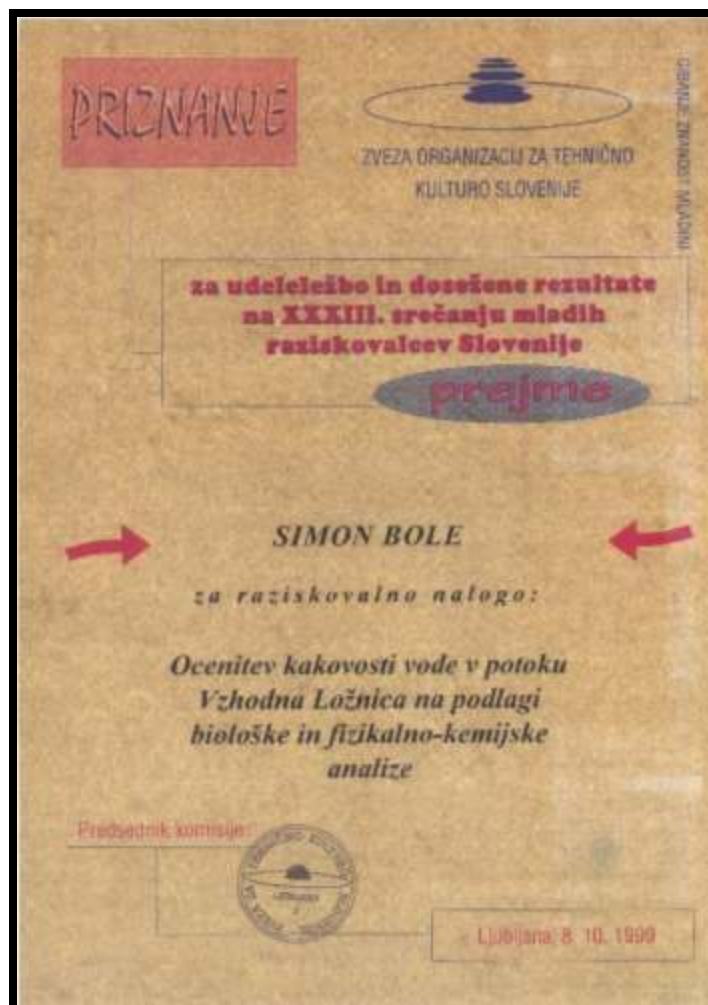 PRIZNANJE
ZVEZA ORGANIZACIJ ZA TEHNIČNO
KULTURO SLOVENIJE
GIBANJE ZNANOST MLADINI
za udeleležbo in dosežene rezultate
na XXXIII. srečanju mladih
raziskovalcev Slovenije
prejme
SIMON BOLE
za raziskovalno nalogo:
Ocenitev kakovosti vode v potoku
Vzhodna Ložnica na podlagi
biološke in fizikalno-kemijske
analize
Predsednik komisije:
Ljubljana, 8. 10. 1999